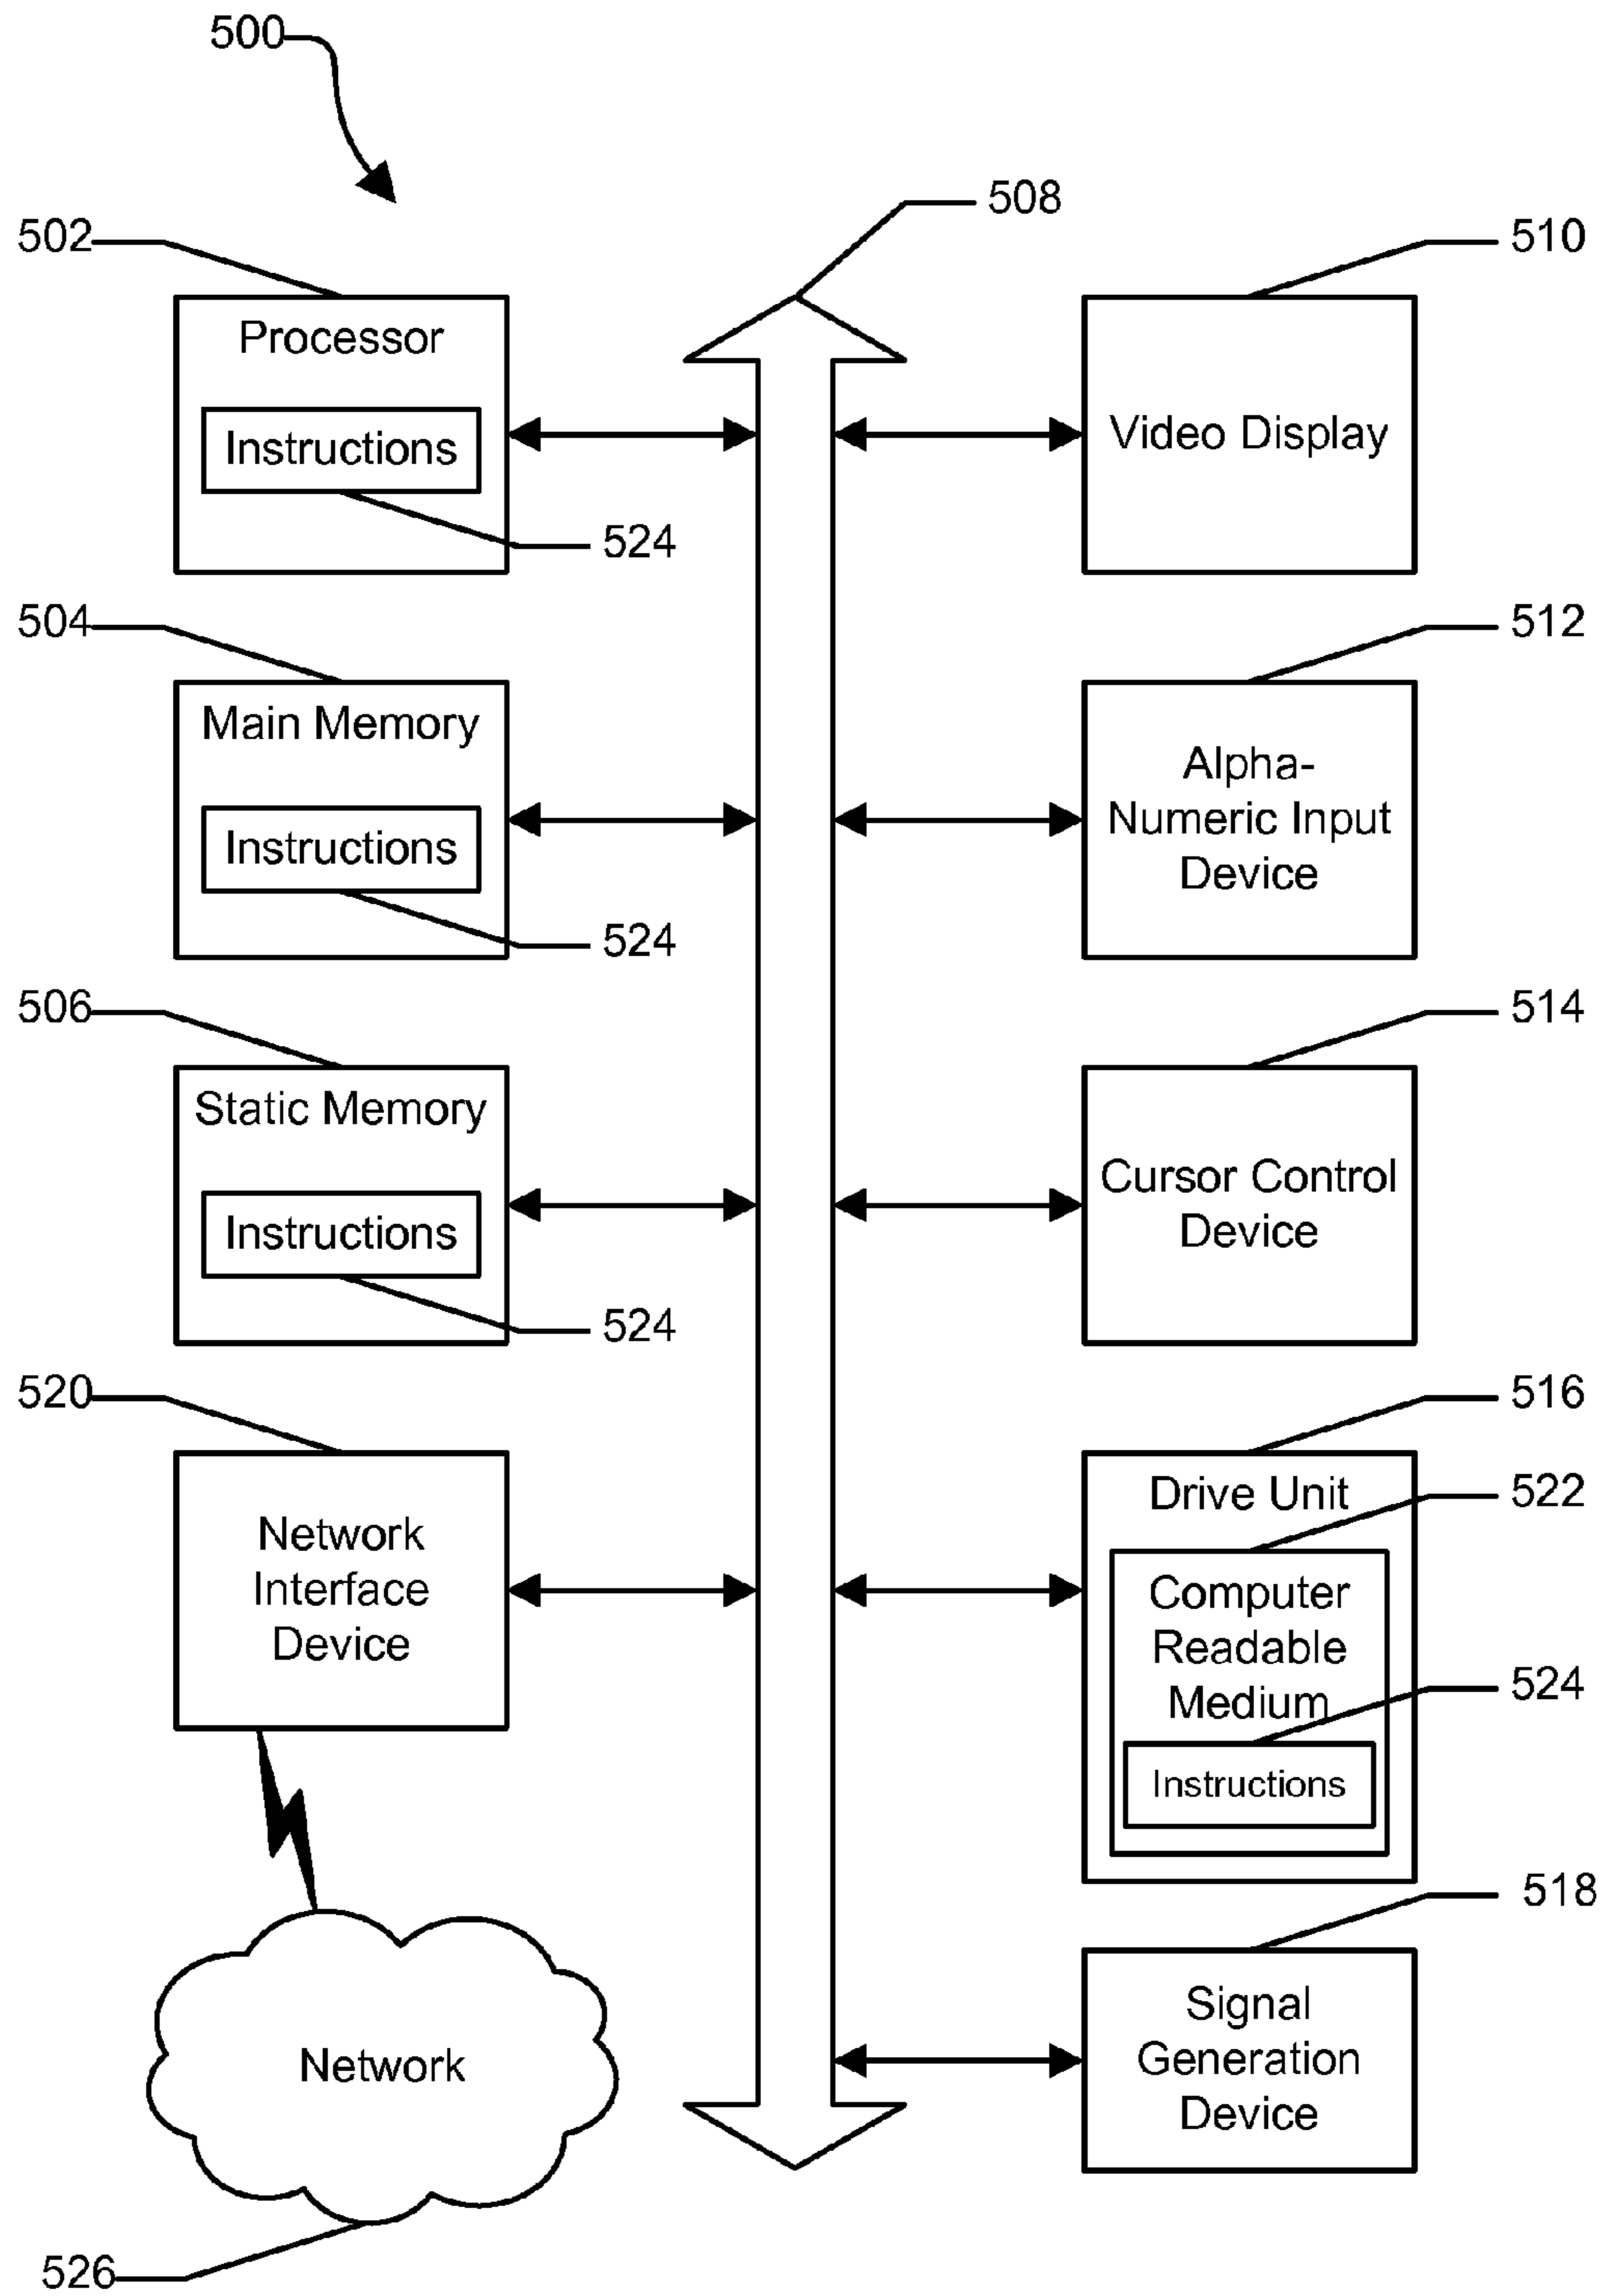 500
508
502
510
Processor
Instructions
524
Video Display
504
512
Main Memory
Instructions
524
Alpha-
Numeric Input
Device
506
514
Static Memory
Instructions
524
Cursor Control
Device
520
516
Network
Interface
Device
Drive Unit
522
Computer
Readable
Medium
524
Instructions
518
Signal
Generation
Device
Network
526